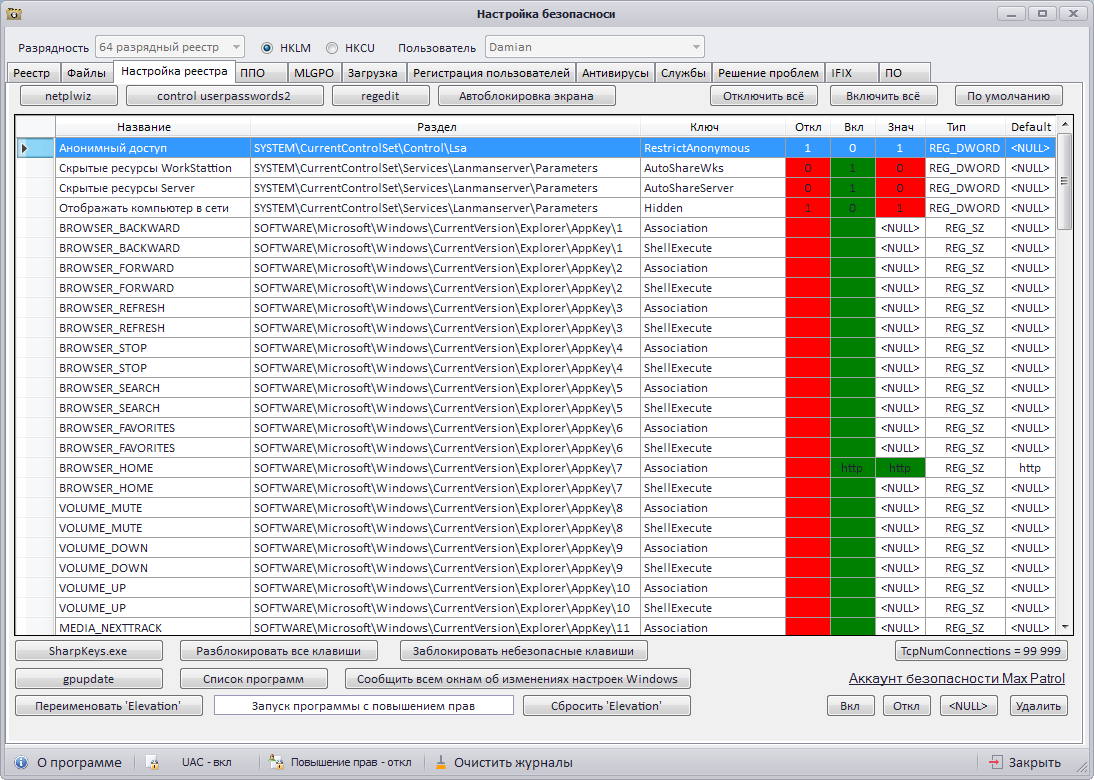 Настройка безопасноси
Разрядность 64 разрядный реестр HKLM HKCU Пользователь Damian
Реестр Файлы Настройка реестра ППО MLGPO Загрузка Регистрация пользователей Антивирусы Службы Решение проблем IFIX ПО
netplwiz control userpasswords2 regedit Автоблокировка экрана Отключить всё Включить всё По умолчанию
Название Раздел Ключ Откл Вкл Знач Тип Default
Анонимный доступ SYSTEM\CurrentControlSet\Control\Lsa RestrictAnonymous 1 0 1 REG_DWORD <NULL>
Скрытые ресурсы WorkStattion SYSTEM\CurrentControlSet\Services\Lanmanserver\Parameters AutoShareWks 0 1 0 REG_DWORD <NULL>
Скрытые ресурсы Server SYSTEM\CurrentControlSet\Services\Lanmanserver\Parameters AutoShareServer 0 1 0 REG_DWORD <NULL>
Отображать компьютер в сети SYSTEM\CurrentControlSet\Services\Lanmanserver\Parameters Hidden 1 0 1 REG_DWORD <NULL>
BROWSER_BACKWARD SOFTWARE\Microsoft\Windows\CurrentVersion\Explorer\AppKey\1 Association <NULL> REG_SZ <NULL>
BROWSER_BACKWARD SOFTWARE\Microsoft\Windows\CurrentVersion\Explorer\AppKey\1 ShellExecute <NULL> REG_SZ <NULL>
BROWSER_FORWARD SOFTWARE\Microsoft\Windows\CurrentVersion\Explorer\AppKey\2 Association <NULL> REG_SZ <NULL>
BROWSER_FORWARD SOFTWARE\Microsoft\Windows\CurrentVersion\Explorer\AppKey\2 ShellExecute <NULL> REG_SZ <NULL>
BROWSER_REFRESH SOFTWARE\Microsoft\Windows\CurrentVersion\Explorer\AppKey\3 Association <NULL> REG_SZ <NULL>
BROWSER_REFRESH SOFTWARE\Microsoft\Windows\CurrentVersion\Explorer\AppKey\3 ShellExecute <NULL> REG_SZ <NULL>
BROWSER_STOP SOFTWARE\Microsoft\Windows\CurrentVersion\Explorer\AppKey\4 Association <NULL> REG_SZ <NULL>
BROWSER_STOP SOFTWARE\Microsoft\Windows\CurrentVersion\Explorer\AppKey\4 ShellExecute <NULL> REG_SZ <NULL>
BROWSER_SEARCH SOFTWARE\Microsoft\Windows\CurrentVersion\Explorer\AppKey\5 Association <NULL> REG_SZ <NULL>
BROWSER_SEARCH SOFTWARE\Microsoft\Windows\CurrentVersion\Explorer\AppKey\5 ShellExecute <NULL> REG_SZ <NULL>
BROWSER_FAVORITES SOFTWARE\Microsoft\Windows\CurrentVersion\Explorer\AppKey\6 Association <NULL> REG_SZ <NULL>
BROWSER_FAVORITES SOFTWARE\Microsoft\Windows\CurrentVersion\Explorer\AppKey\6 ShellExecute <NULL> REG_SZ <NULL>
BROWSER_HOME SOFTWARE\Microsoft\Windows\CurrentVersion\Explorer\AppKey\7 Association http http REG_SZ http
BROWSER_HOME SOFTWARE\Microsoft\Windows\CurrentVersion\Explorer\AppKey\7 ShellExecute <NULL> REG_SZ <NULL>
VOLUME_MUTE SOFTWARE\Microsoft\Windows\CurrentVersion\Explorer\AppKey\8 Association <NULL> REG_SZ <NULL>
VOLUME_MUTE SOFTWARE\Microsoft\Windows\CurrentVersion\Explorer\AppKey\8 ShellExecute <NULL> REG_SZ <NULL>
VOLUME_DOWN SOFTWARE\Microsoft\Windows\CurrentVersion\Explorer\AppKey\9 Association <NULL> REG_SZ <NULL>
VOLUME_DOWN SOFTWARE\Microsoft\Windows\CurrentVersion\Explorer\AppKey\9 ShellExecute <NULL> REG_SZ <NULL>
VOLUME_UP SOFTWARE\Microsoft\Windows\CurrentVersion\Explorer\AppKey\10 Association <NULL> REG_SZ <NULL>
VOLUME_UP SOFTWARE\Microsoft\Windows\CurrentVersion\Explorer\AppKey\10 ShellExecute <NULL> REG_SZ <NULL>
MEDIA_NEXTTRACK SOFTWARE\Microsoft\Windows\CurrentVersion\Explorer\AppKey\11 Association <NULL> REG_SZ <NULL>
SharpKeys.exe Разблокировать все клавиши Заблокировать небезопасные клавиши TcpNumConnections = 99 999
gpupdate Список программ Сообщить всем окнам об изменениях настроек Windows Аккаунт безопасности Max Patrol
Переименовать 'Elevation' Запуск программы с повышением прав Сбросить 'Elevation' Вкл Откл <NULL> Удалить
О программе UAC - вкл Повышение прав - откл Очистить журналы Закрыть